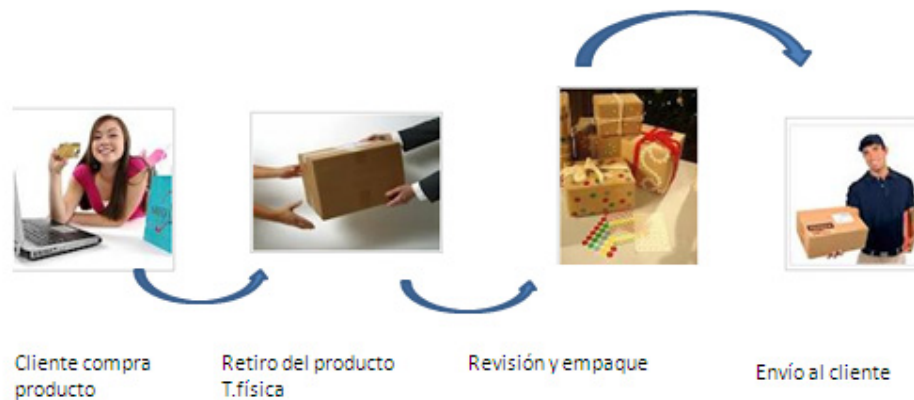 Cliente compra
producto
Retiro del producto
T.física
Revisión y empaque
Envío al cliente